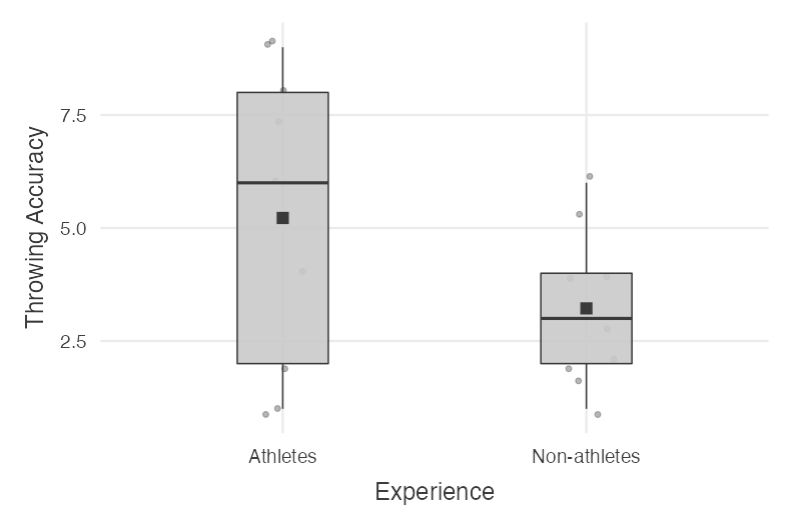 Throwing Accuracy
7.5
5.0
2.5
Athletes
Non-athletes
Experience